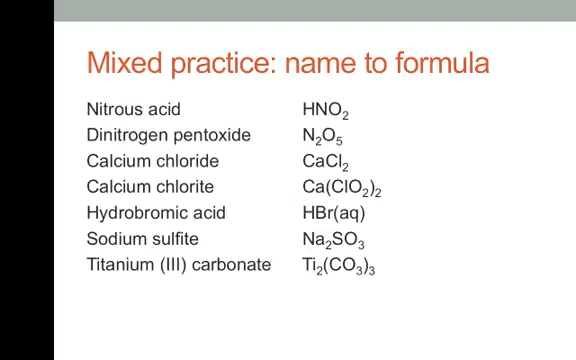 Mixed practice: name to formula
Nitrous acid HNO₂
Dinitrogen pentoxide N₂O₅
Calcium chloride CaCl₂
Calcium chlorite Ca(ClO₂)₂
Hydrobromic acid HBr(aq)
Sodium sulfite Na₂SO₃
Titanium (III) carbonate Ti₂(CO₃)₃